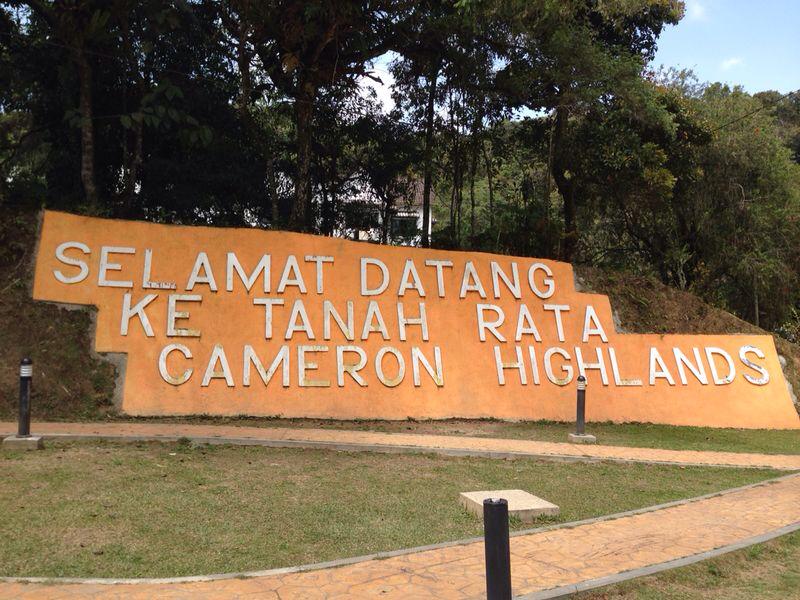 SELAMAT DATANG
KE TANAH RATA
CAMERON HIGHLANDS